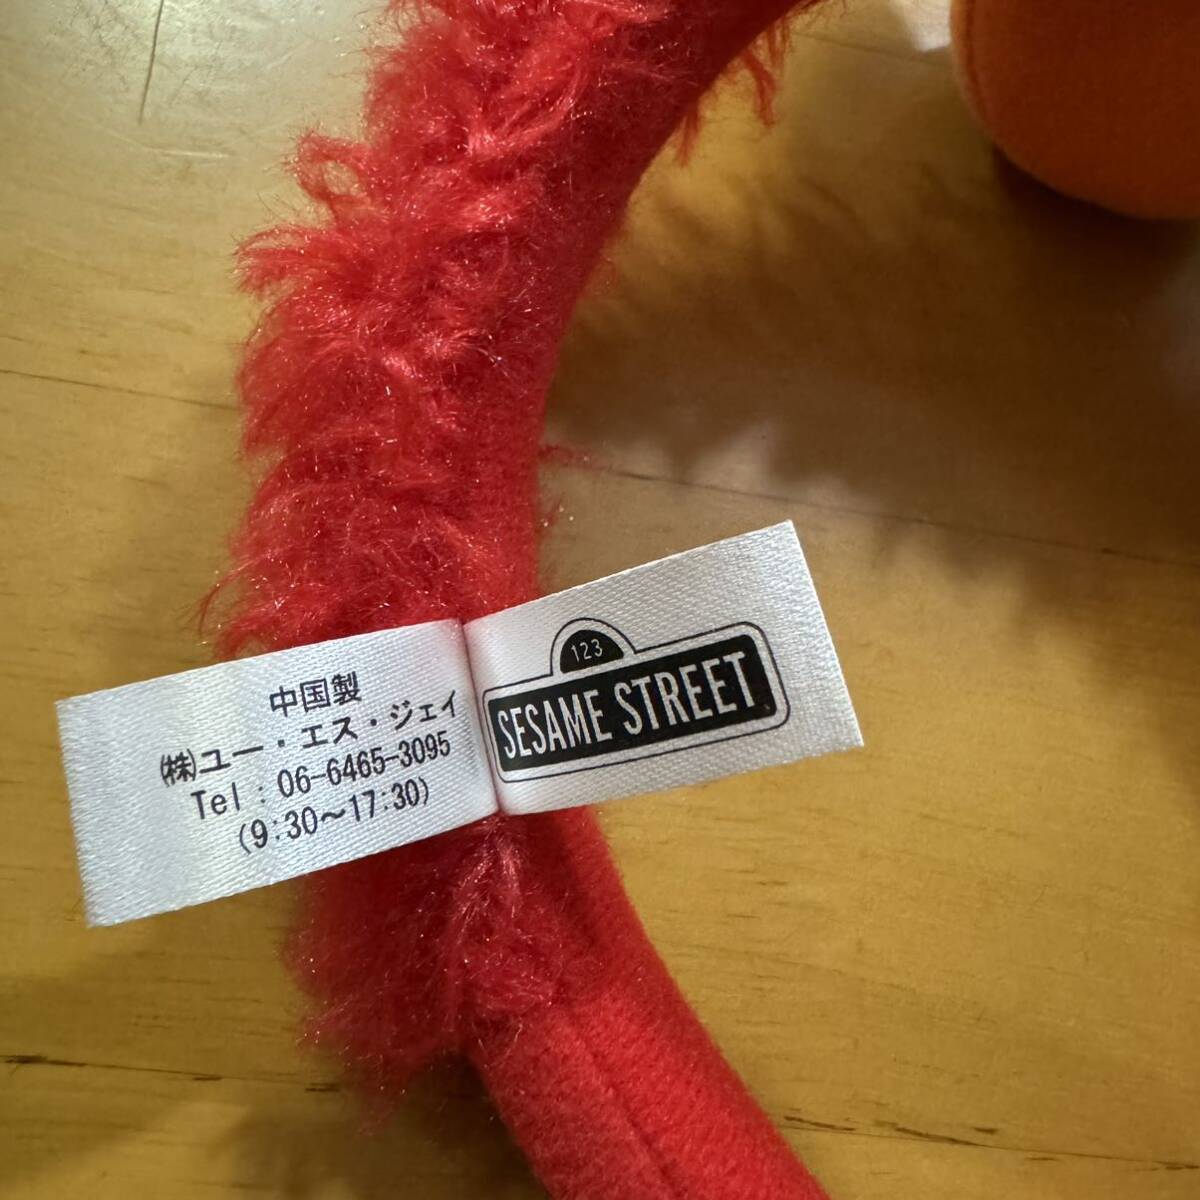 中国製
㈱ユー・エス・ジェイ
Tel : 06-6465-3095
(9:30～17:30)
123
SESAME STREET